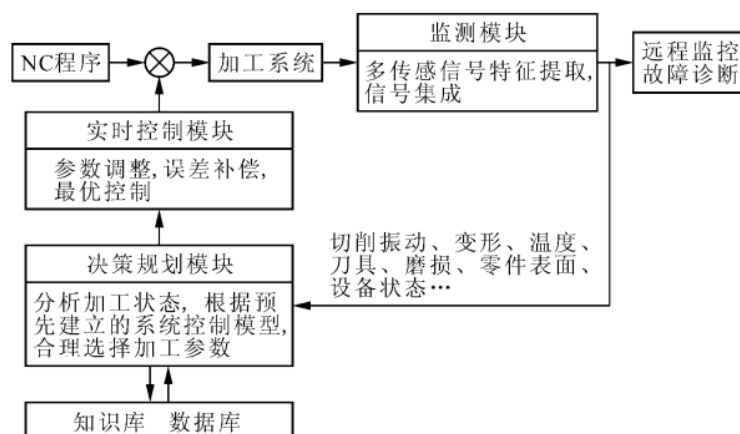 NC程序
加工系统
监测模块
多传感信号特征提取,
信号集成
远程监控
故障诊断
实时控制模块
参数调整,误差补偿,
最优控制
切削振动、变形、温度、
刀具、磨损、零件表面、
设备状态…
决策规划模块
分析加工状态,根据预
先建立的系统控制模型,
合理选择加工参数
知识库 数据库